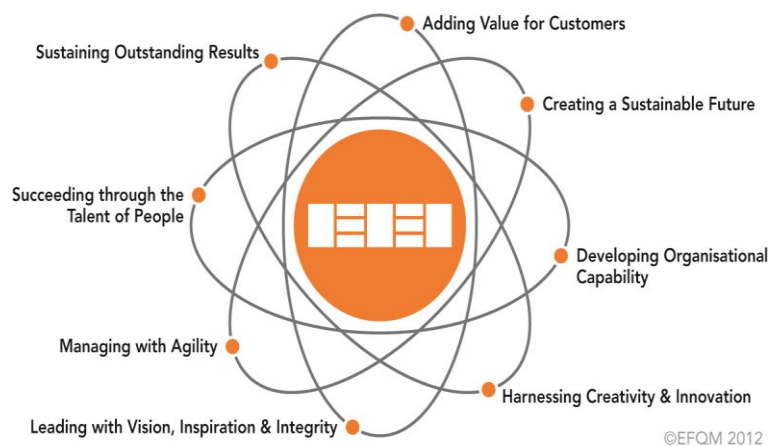 Adding Value for Customers
Sustaining Outstanding Results
Creating a Sustainable Future
Succeeding through the
Talent of People
Developing Organisational
Capability
Managing with Agility
Harnessing Creativity & Innovation
Leading with Vision, Inspiration & Integrity
©EFQM 2012